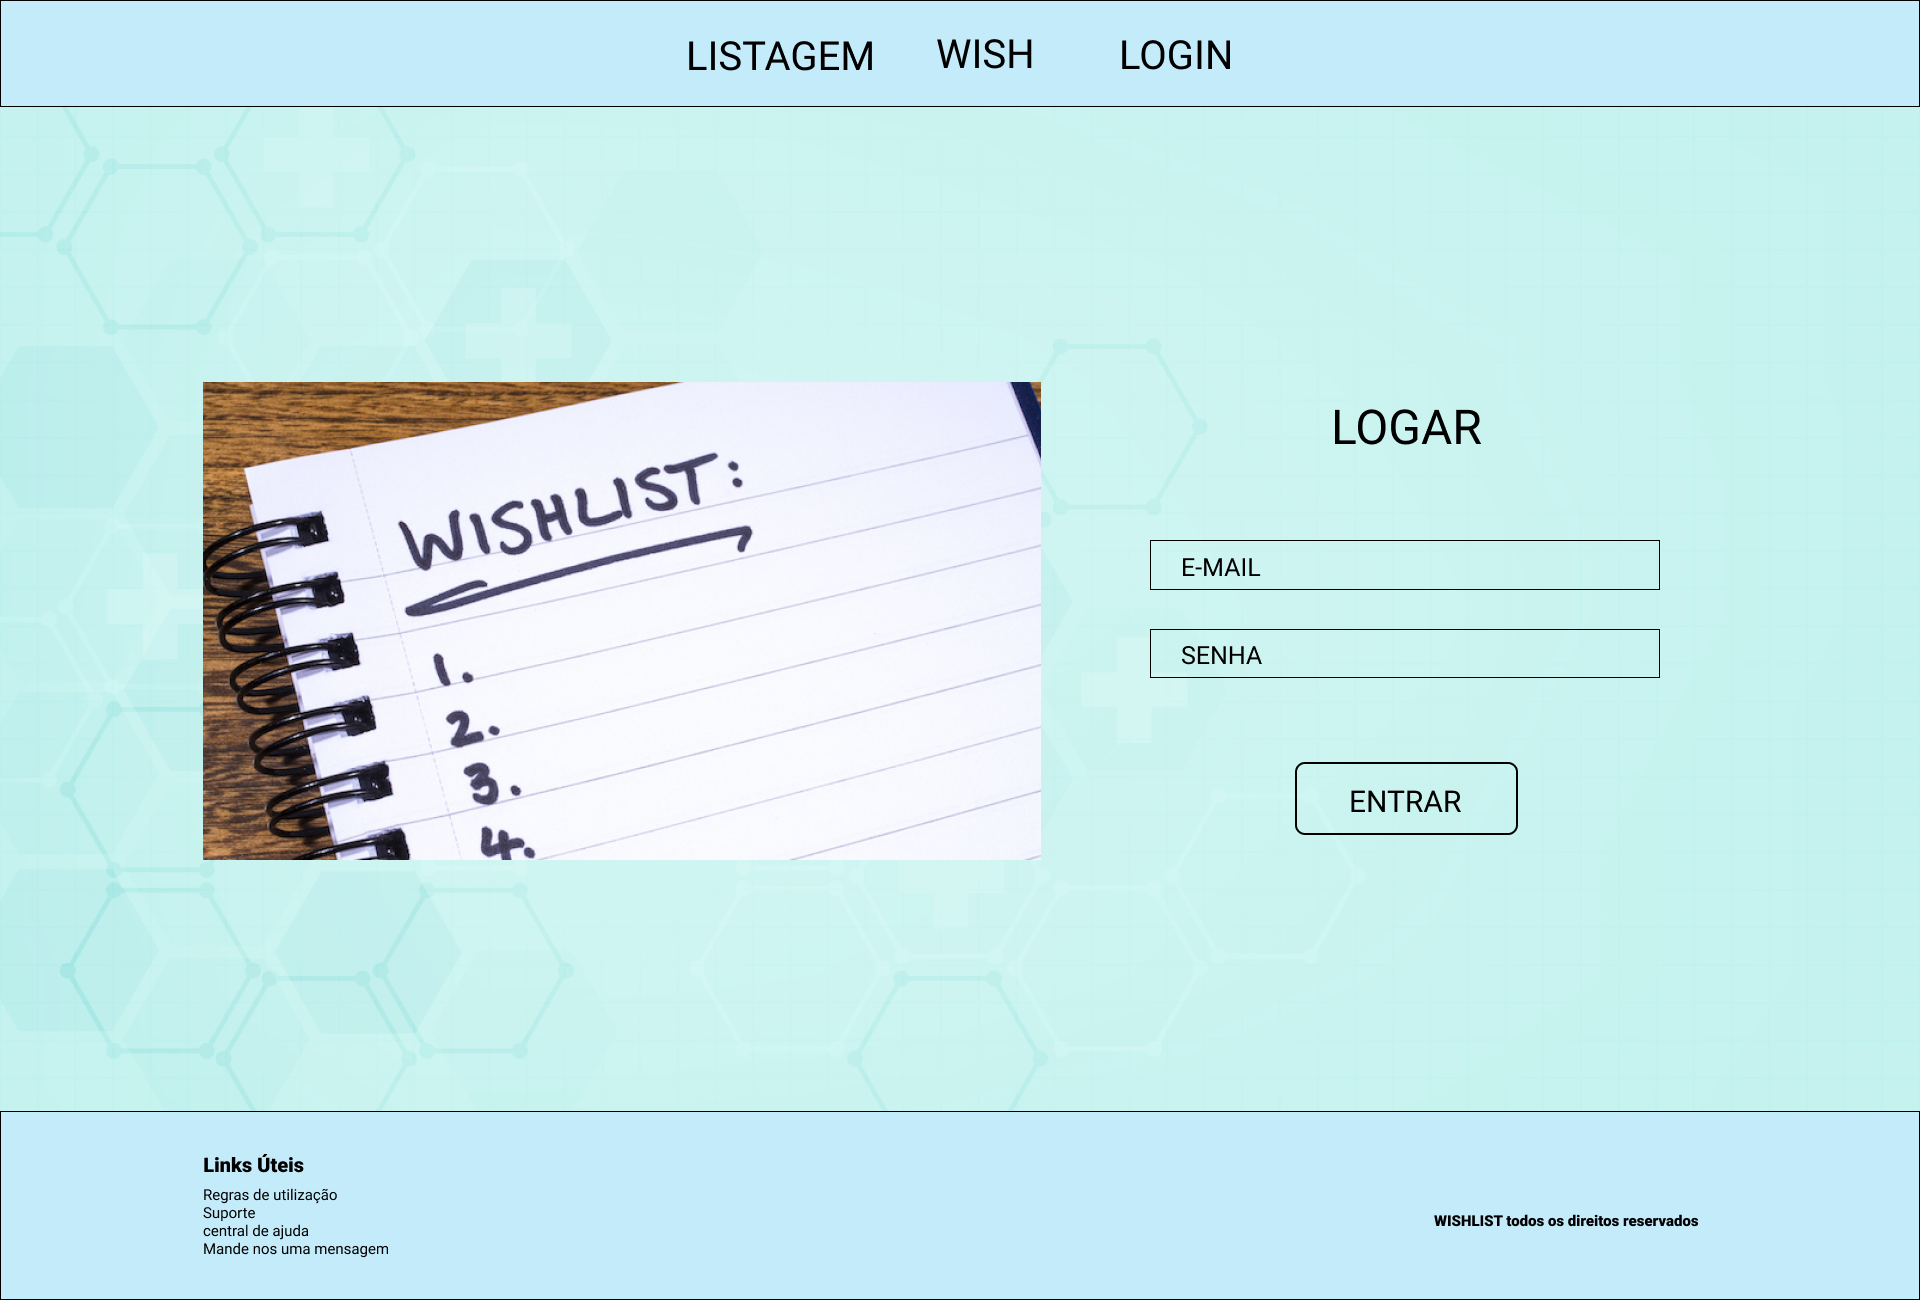 LISTAGEM WISH LOGIN
WISHLIST:
1.
2.
3.
4.
LOGAR
E-MAIL
SENHA
ENTRAR
Links Úteis
Regras de utilização
Suporte
central de ajuda
Mande nos uma mensagem
WISHLIST todos os direitos reservados